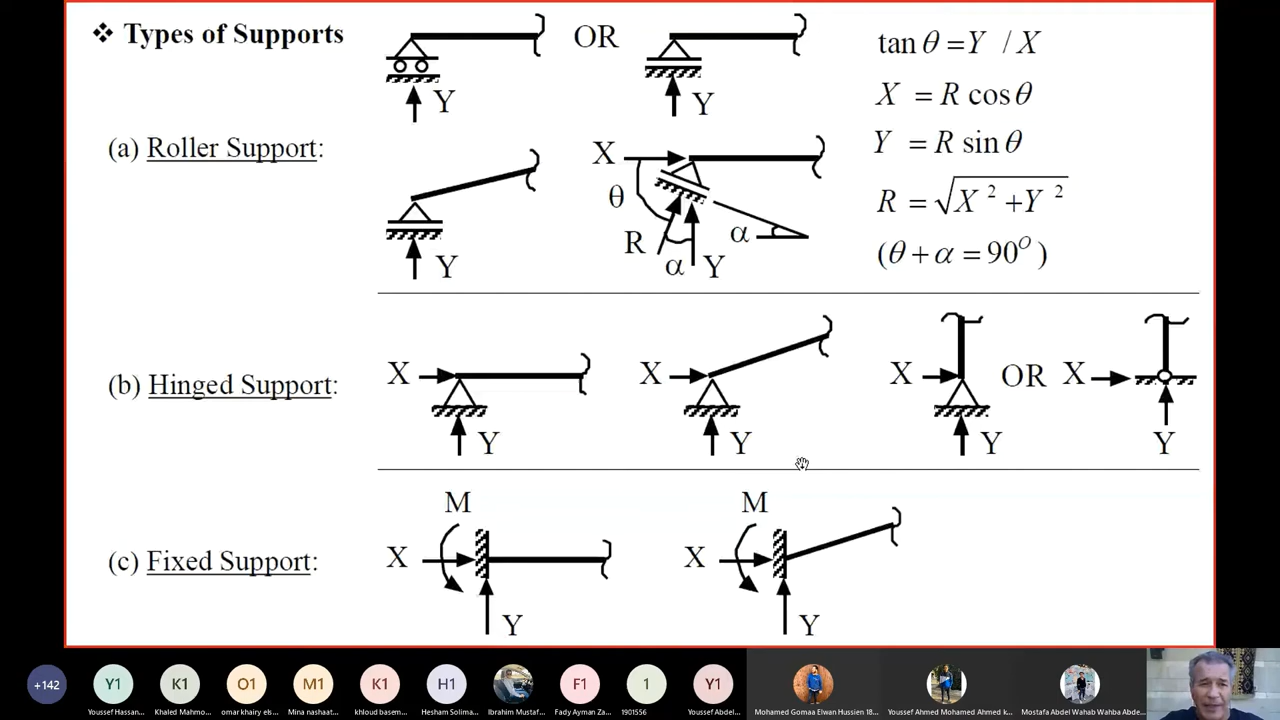 ❖ Types of Supports
OR
Y
Y
tan θ = Y / X
X = R cos θ
Y = R sin θ
R = √X² + Y²
(θ + α = 90°)
(a) Roller Support:
Y
X
θ
R
α
Y
α
(b) Hinged Support:
X
Y
X
Y
X
Y
OR
X
Y
(c) Fixed Support:
M
X
Y
M
X
Y
+142
Y1
K1
O1
M1
K1
H1
F1
1
Y1
Youssef Hassan...
Khaled Mahmo...
omar khairy els...
Mina nashaat...
khloud basem...
Hesham Solima...
Ibrahim Mustaf...
Fady Ayman Za...
1901556
Youssef Abdel...
Mohamed Gomaa Elwan Hussien 18...
Youssef Ahmed Mohamed Ahmed k...
Mostafa Abdel Wahab Wahba Abde...